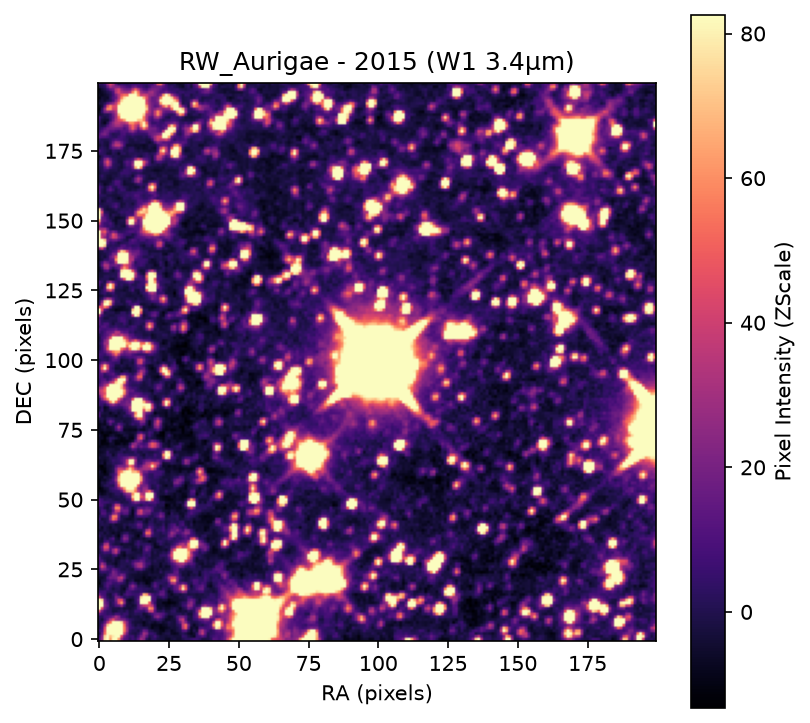 RW_Aurigae - 2015 (W1 3.4μm)
175
150
125
100
75
50
25
0
DEC (pixels)
0 25 50 75 100 125 150 175
RA (pixels)
80
60
40
20
0
Pixel Intensity (ZScale)